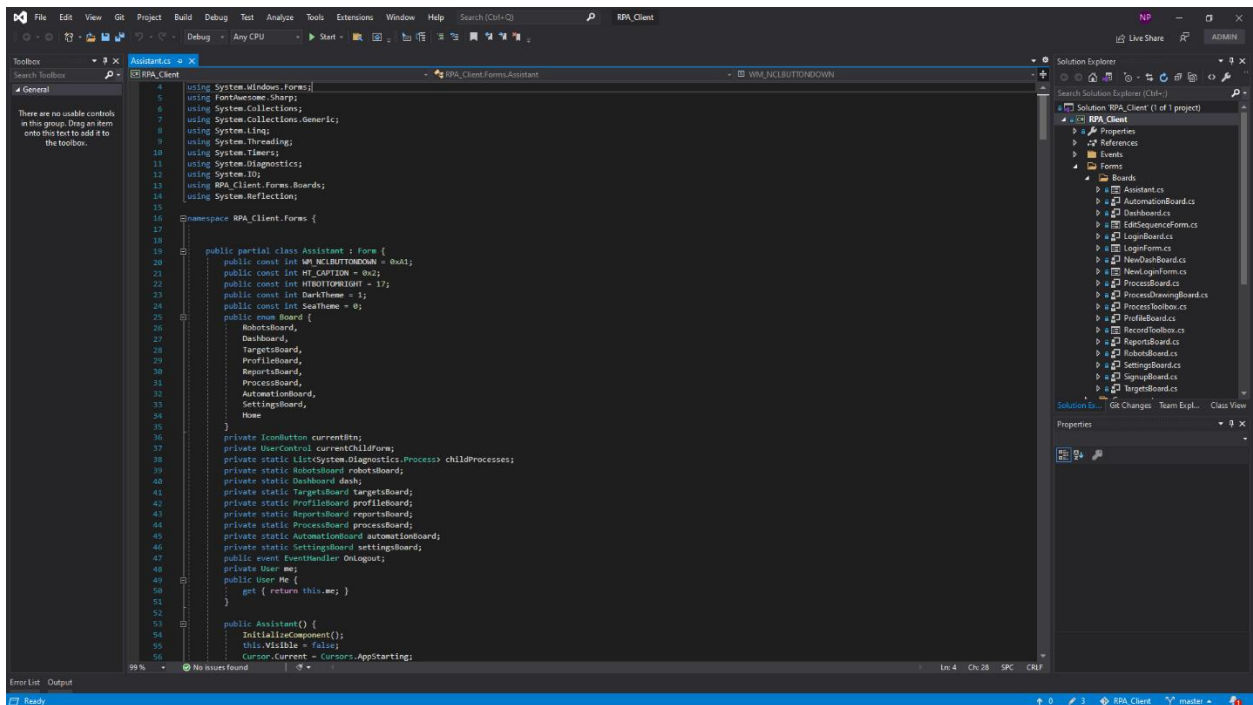 File Edit View Git Project Build Debug Test Analyze Tools Extensions Window Help Search (Ctrl+Q) RPA_Client NP
Debug Any CPU Start Live Share ADMIN
Toolbox
Search Toolbox
General
There are no usable controls
in this group. Drag an item
onto this text to add it to
the toolbox.
Assistant.cs
RPA_Client RPA_Client.Forms.Assistant WM_NCLBUTTONDOWN
4 using System.Windows.Forms;
5 using FontAwesome.Sharp;
6 using System.Collections;
7 using System.Collections.Generic;
8 using System.Linq;
9 using System.Threading;
10 using System.Timers;
11 using System.Diagnostics;
12 using System.IO;
13 using RPA_Client.Forms.Boards;
14 using System.Reflection;
15
16 namespace RPA_Client.Forms {
17
18
19 public partial class Assistant : Form {
20 public const int WM_NCLBUTTONDOWN = 0xA1;
21 public const int HT_CAPTION = 0x2;
22 public const int HTBOTTOMRIGHT = 17;
23 public const int DarkTheme = 1;
24 public const int SeaTheme = 0;
25 public enum Board {
26 RobotsBoard,
27 Dashboard,
28 TargetsBoard,
29 ProfileBoard,
30 ReportsBoard,
31 ProcessBoard,
32 AutomationBoard,
33 SettingsBoard,
34 Home
35 }
36 private IconButton currentBtn;
37 private UserControl currentChildForm;
38 private static List<System.Diagnostics.Process> childProcesses;
39 private static RobotsBoard robotsBoard;
40 private static Dashboard dash;
41 private static TargetsBoard targetsBoard;
42 private static ProfileBoard profileBoard;
43 private static ReportsBoard reportsBoard;
44 private static ProcessBoard processBoard;
45 private static AutomationBoard automationBoard;
46 private static SettingsBoard settingsBoard;
47 public event EventHandler OnLogout;
48 private User me;
49 public User Me {
50 get { return this.me; }
51 }
52
53 public Assistant() {
54 InitializeComponent();
55 this.Visible = false;
56 Cursor.Current = Cursors.AppStarting;
99 % No issues found Ln: 4 Ch: 28 SPC CRLF
Solution Explorer
Search Solution Explorer (Ctrl+;)
Solution 'RPA_Client' (1 of 1 project)
RPA_Client
Properties
References
Events
Forms
Boards
Assistant.cs
AutomationBoard.cs
Dashboard.cs
EditSequenceForm.cs
LoginBoard.cs
LoginForm.cs
NewDashBoard.cs
NewLoginForm.cs
ProcessBoard.cs
ProcessDrawingBoard.cs
ProcessToolbox.cs
ProfileBoard.cs
RecordToolbox.cs
ReportsBoard.cs
RobotsBoard.cs
SettingsBoard.cs
SignupBoard.cs
TargetsBoard.cs
Solution Ex... Git Changes Team Expl... Class View
Properties
Error List Output
Ready 0 3 RPA_Client master